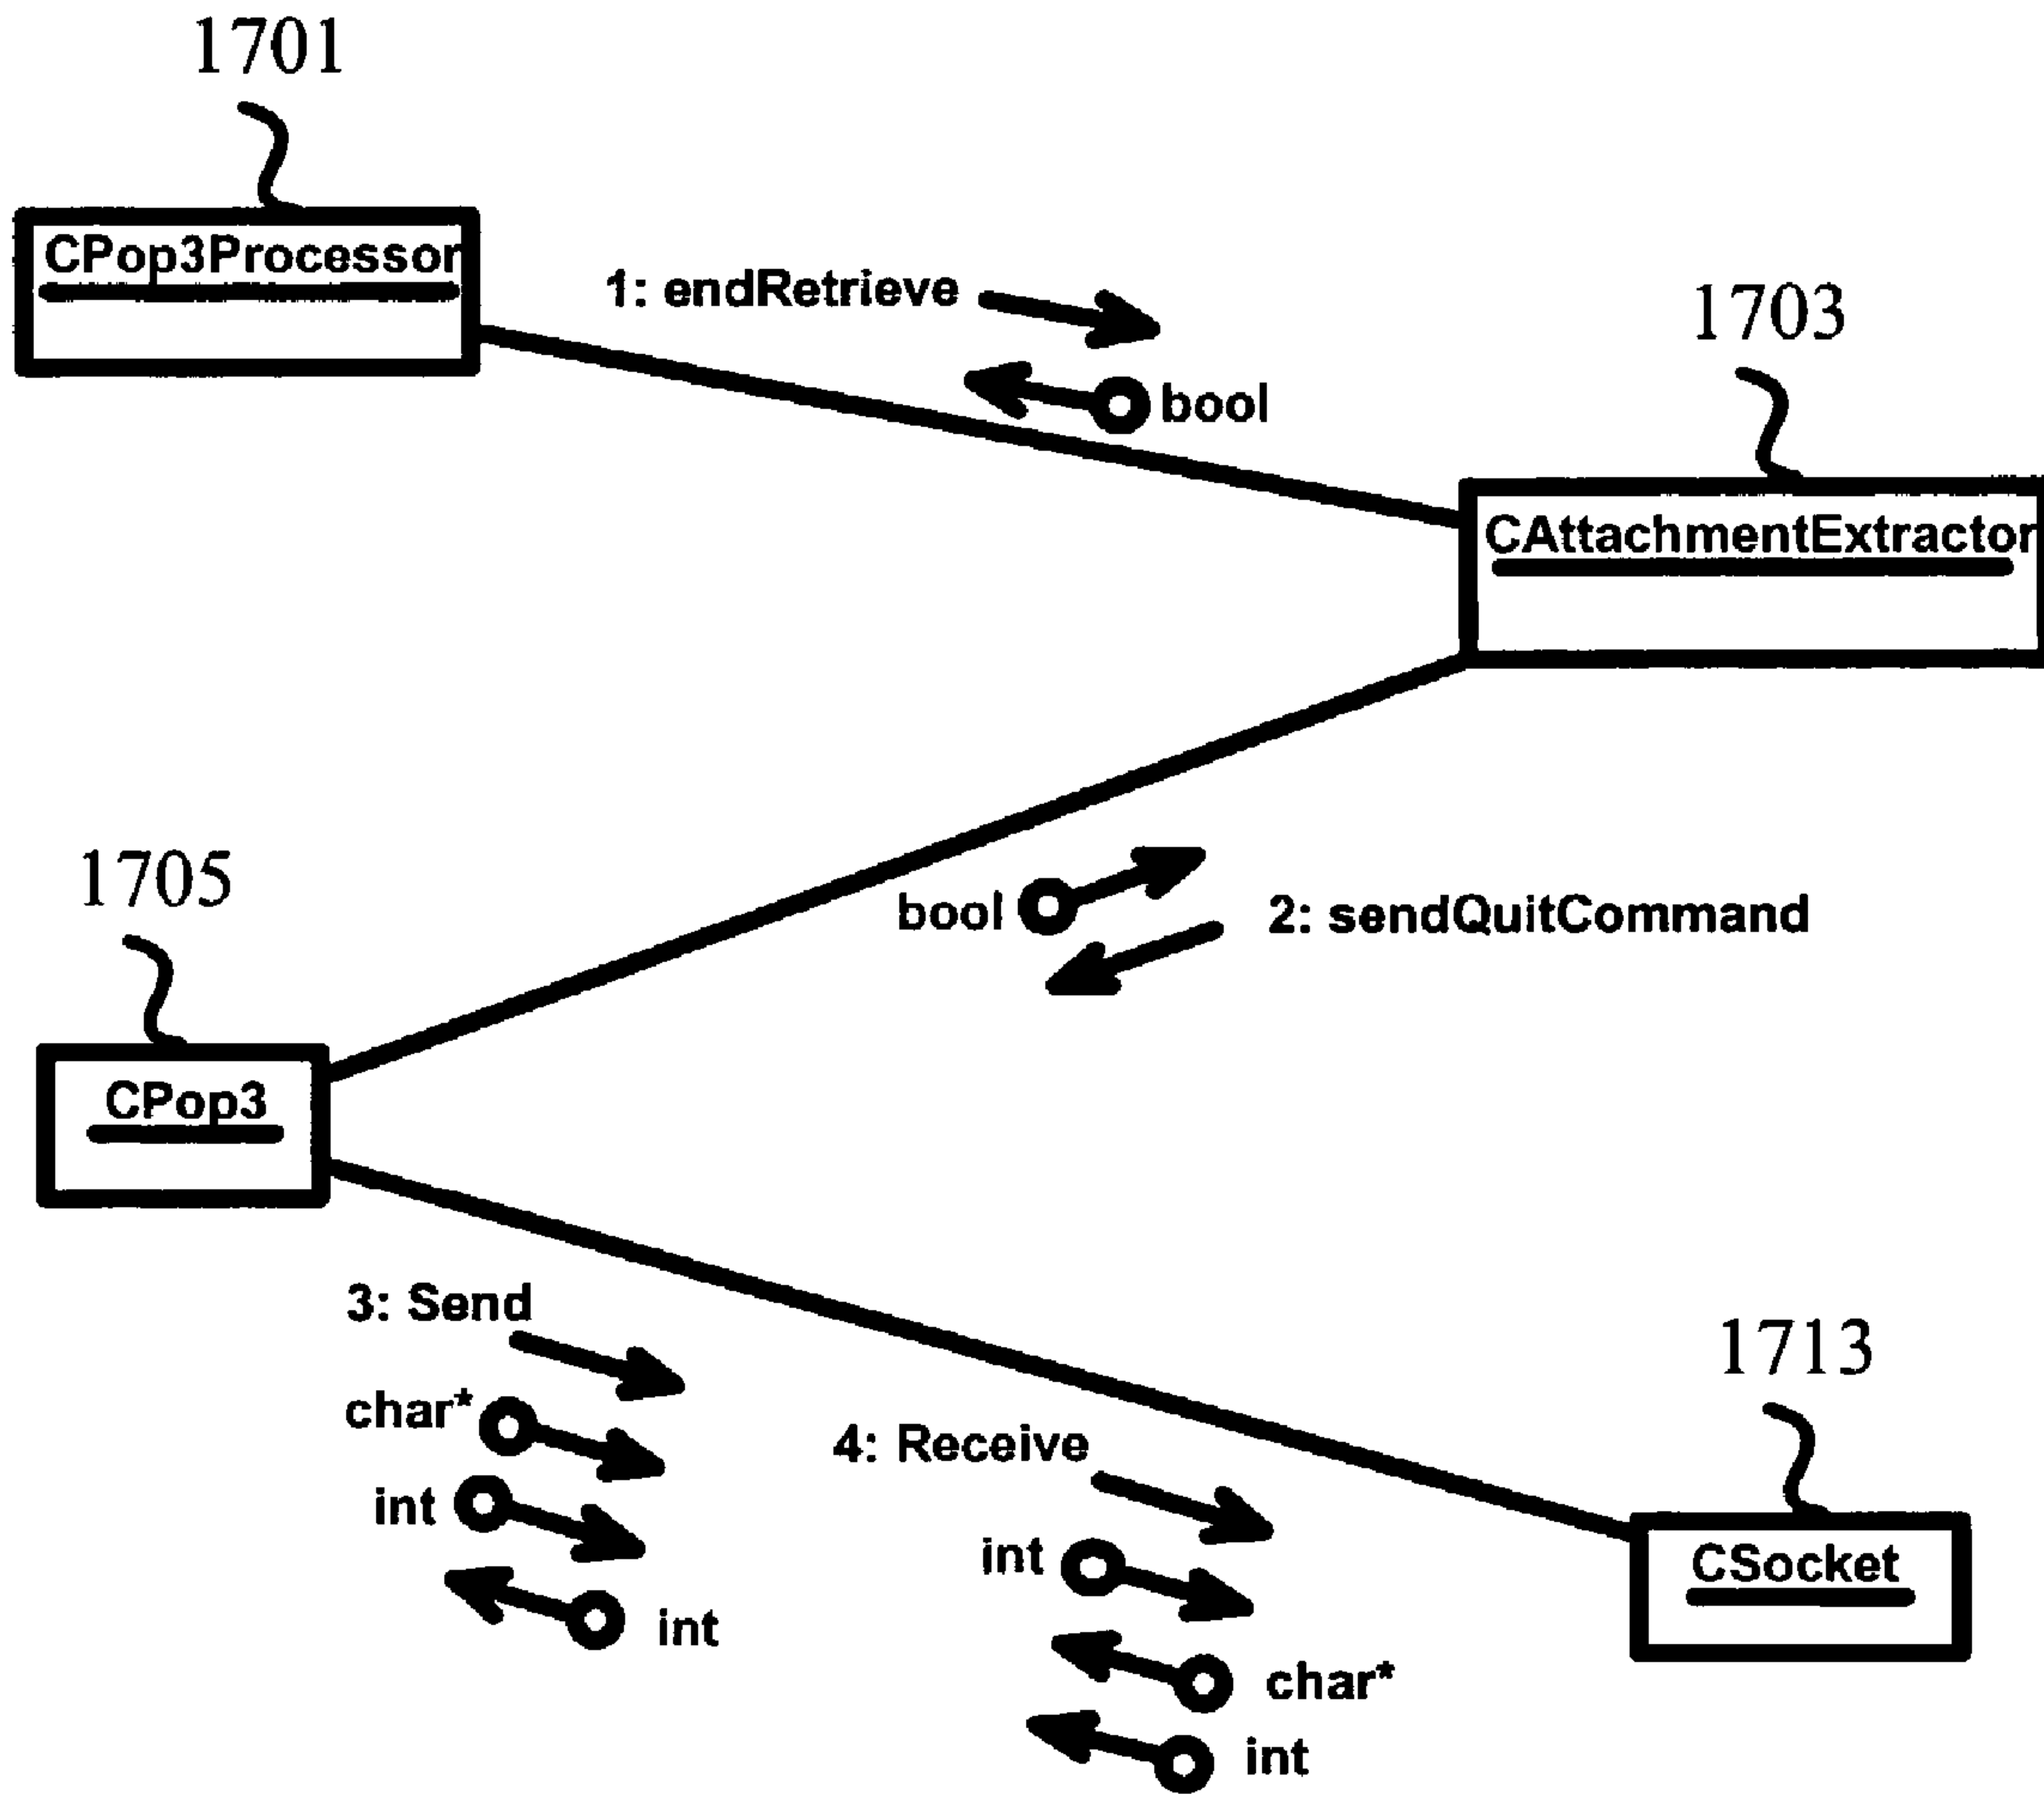 1701
CPop3Processor
1: endRetrieve
1703
bool
CAttachmentExtractor
1705
bool
2: sendQuitCommand
CPop3
3: Send
1713
char*
4: Receive
int
int
CSocket
int
char*
int